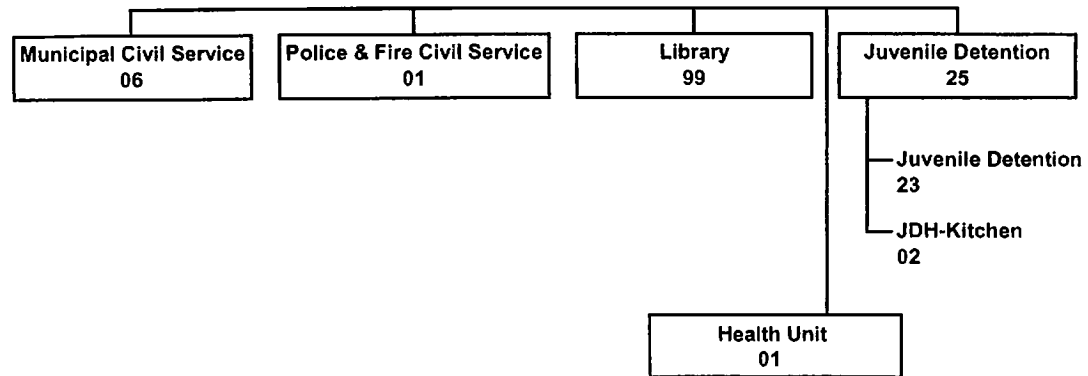 Municipal Civil Service
06
Police & Fire Civil Service
01
Library
99
Juvenile Detention
25
Juvenile Detention
23
JDH-Kitchen
02
Health Unit
01